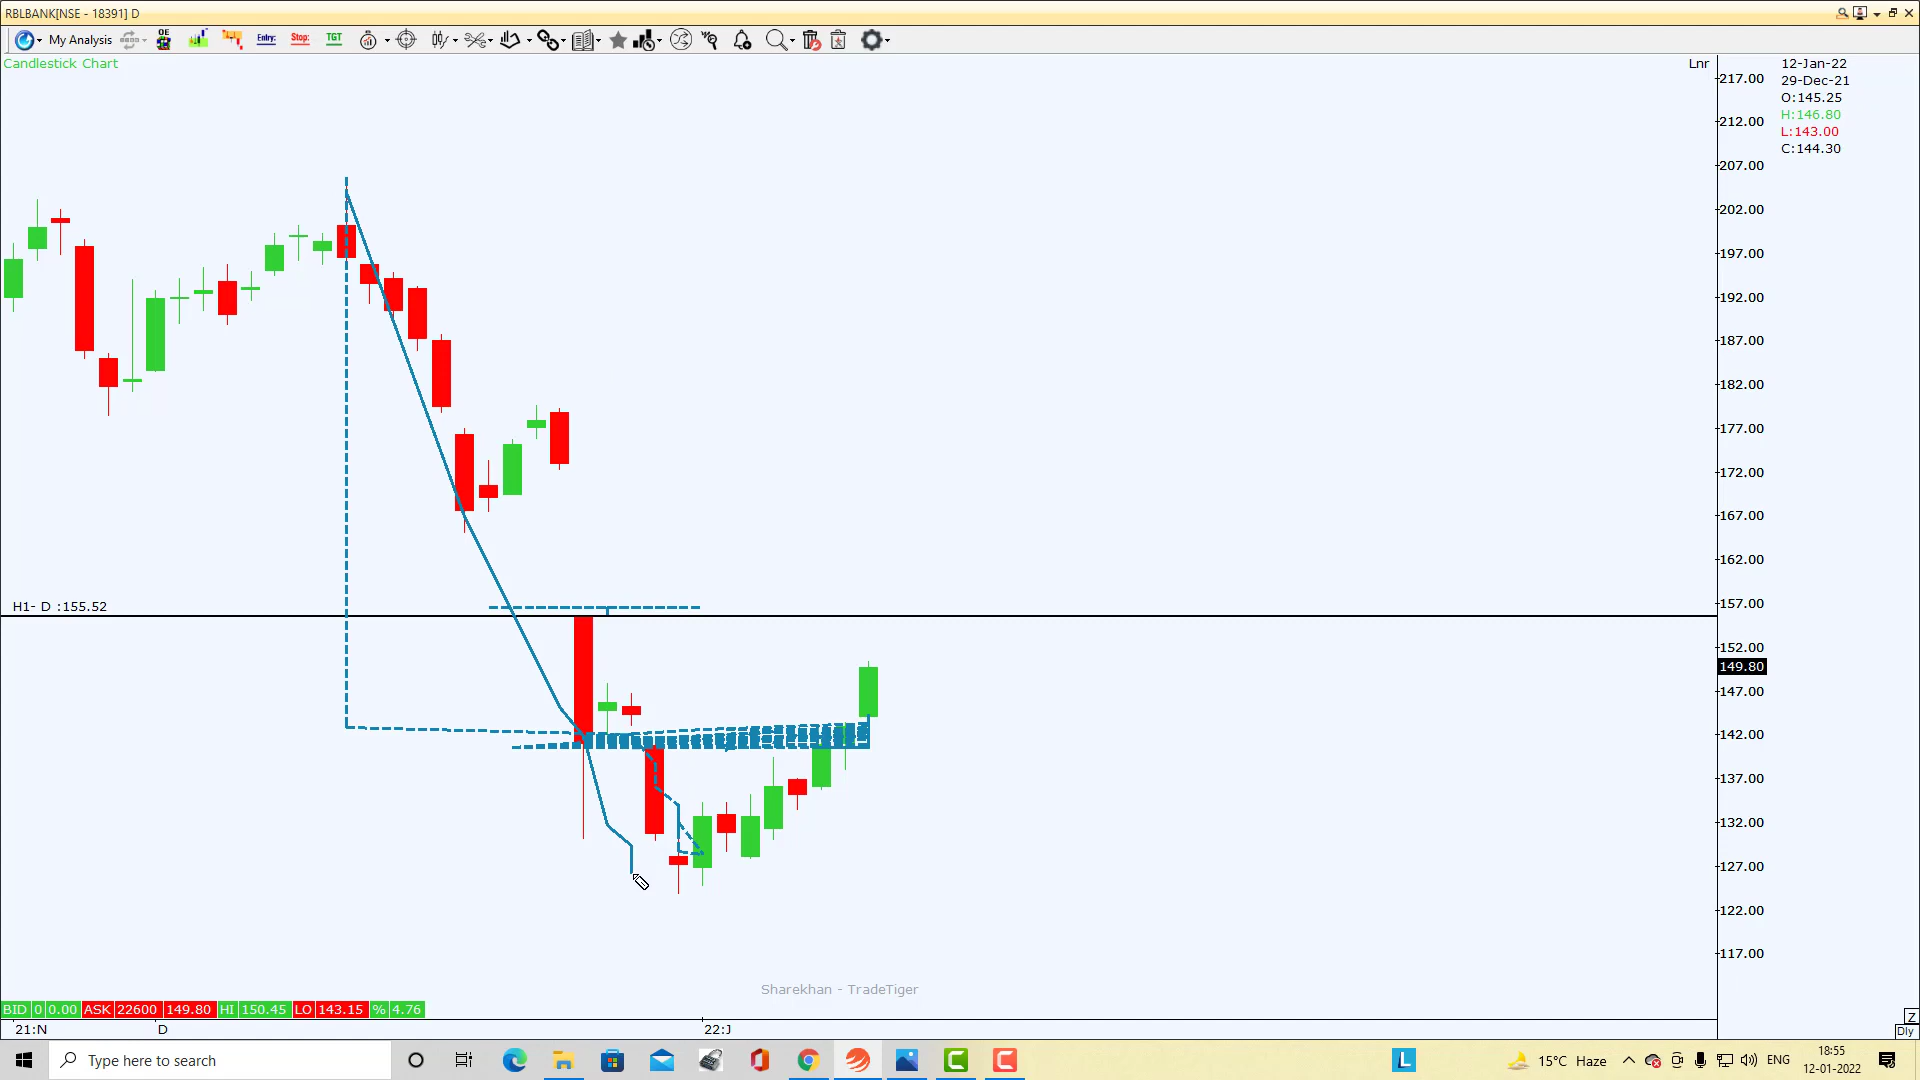 RBLBANK[NSE - 18391] D
My Analysis
OE
Entry:
Stop:
TGT
Candlestick Chart
Lnr
12-Jan-22
29-Dec-21
O:145.25
H:146.80
L:143.00
C:144.30
217.00
212.00
207.00
202.00
197.00
192.00
187.00
182.00
177.00
172.00
167.00
162.00
157.00
152.00
149.80
147.00
142.00
137.00
132.00
127.00
122.00
117.00
H1- D :155.52
Sharekhan - TradeTiger
BID 0 0.00 ASK 22600 149.80 HI 150.45 LO 143.15 % 4.76
21:N D 22:J
Z
Dly
Type here to search
L
15°C Haze
ENG
18:55
12-01-2022